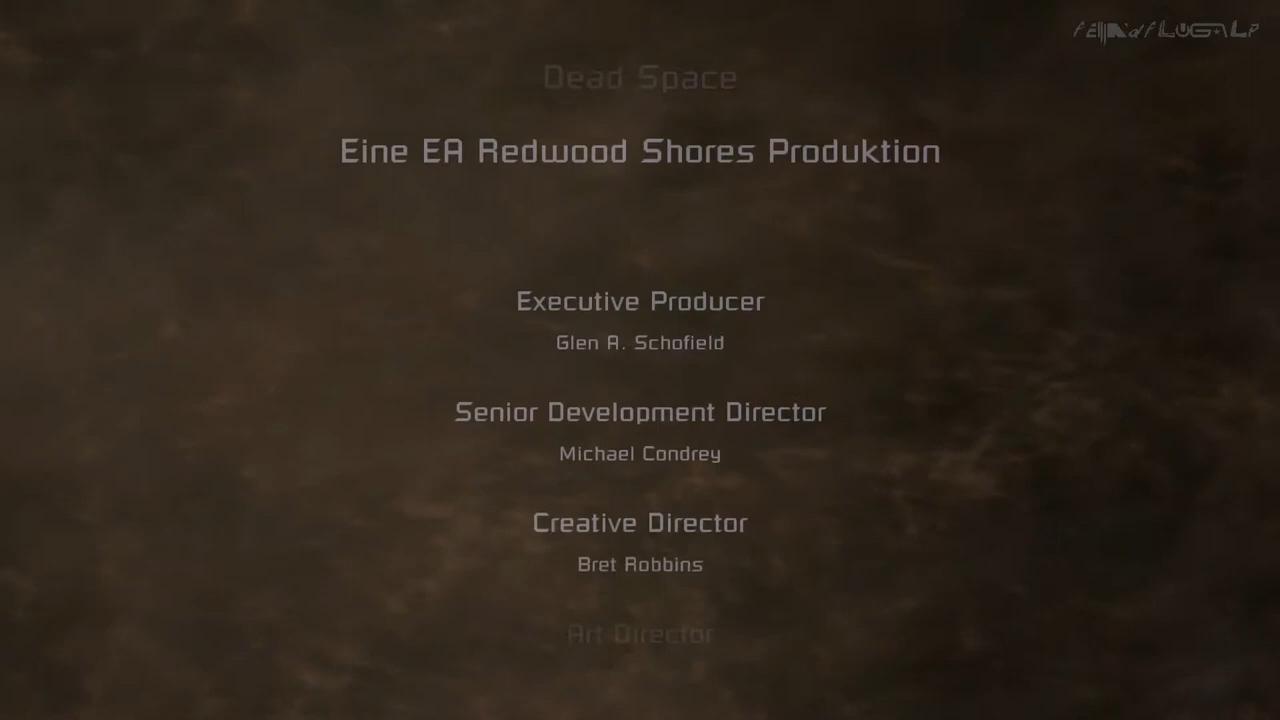 Dead Space
Eine EA Redwood Shores Produktion
Executive Producer
Glen A. Schofield
Senior Development Director
Michael Condrey
Creative Director
Bret Robbins
Art Director